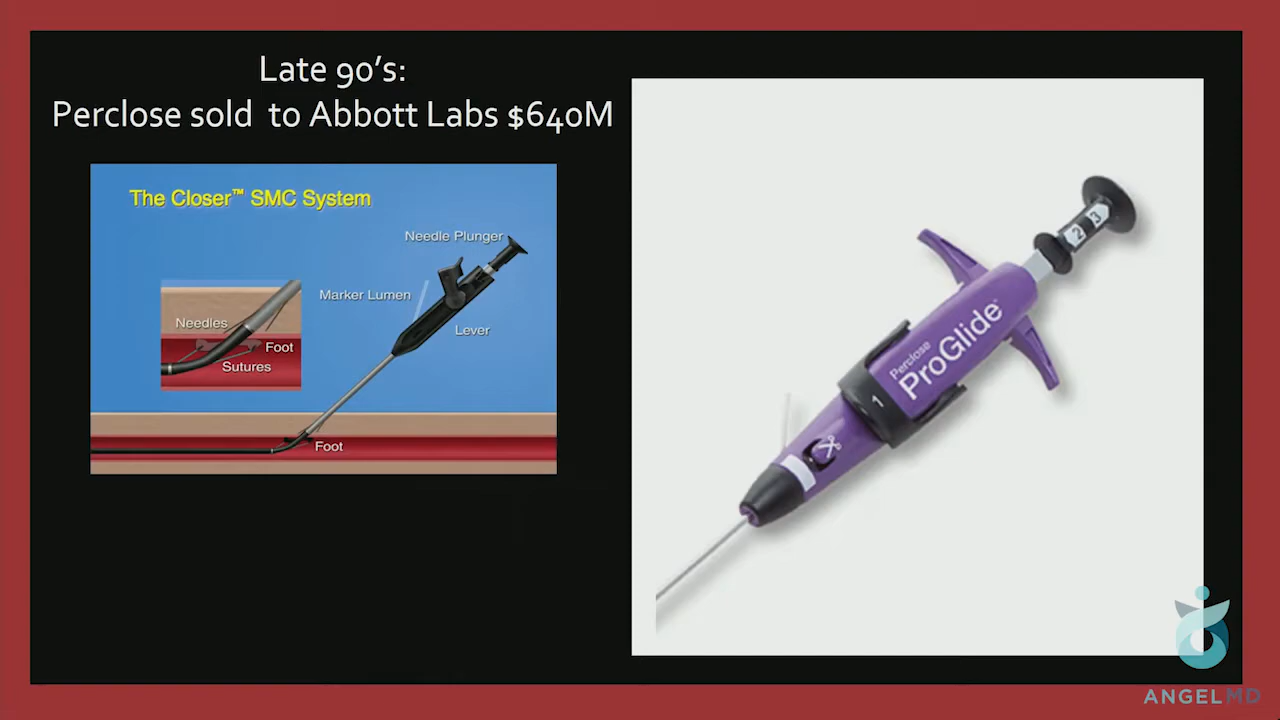 Late 90's:
Perclose sold to Abbott Labs $640M
The Closer™ SMC System
Needle Plunger
Marker Lumen
Lever
Needles
Foot
Sutures
Foot
3
2
Perclose
ProGlide™
1
ANGELMD